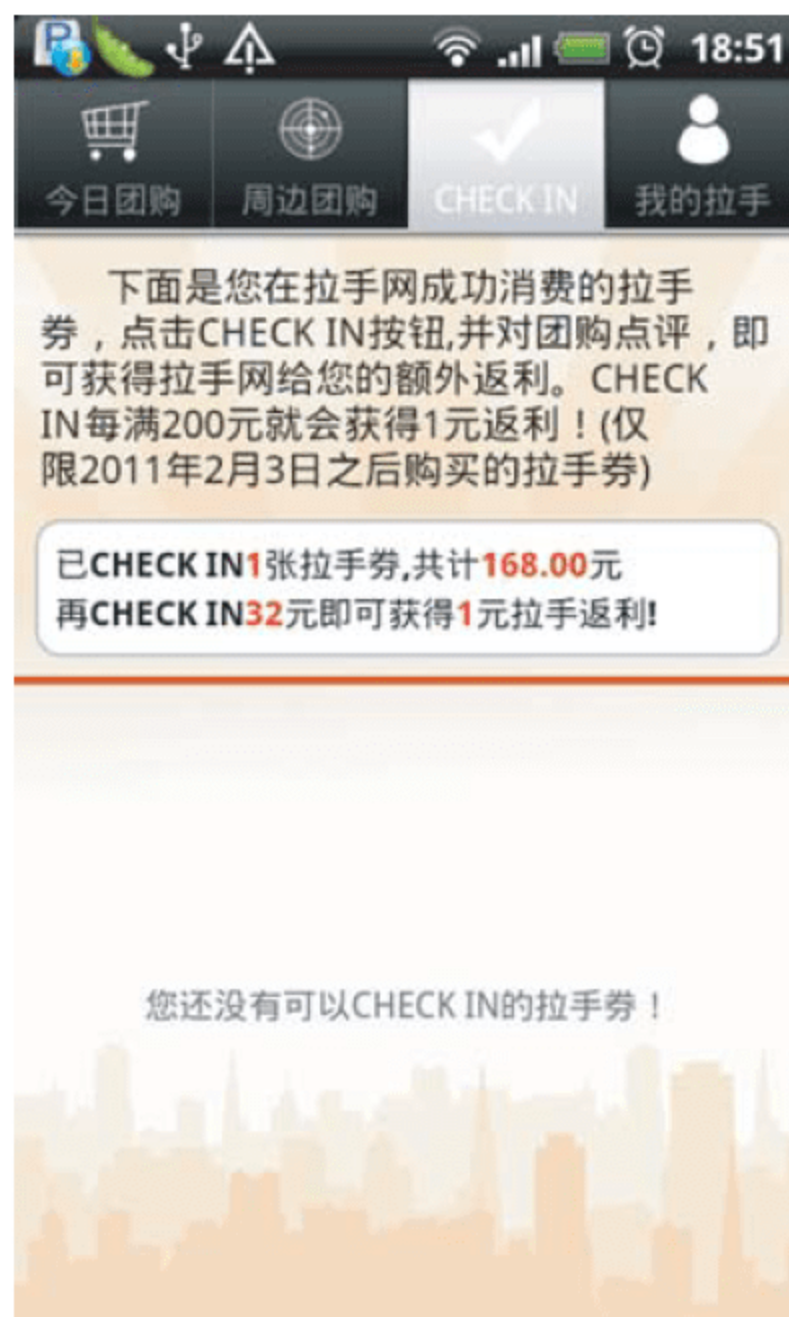 18:51
今日团购
周边团购
CHECK IN
我的拉手
下面是您在拉手网成功消费的拉手
券，点击CHECK IN按钮,并对团购点评，即
可获得拉手网给您的额外返利。CHECK
IN每满200元就会获得1元返利！(仅
限2011年2月3日之后购买的拉手券)
已CHECK IN1张拉手券,共计168.00元
再CHECK IN32元即可获得1元拉手返利!
您还没有可以CHECK IN的拉手券！